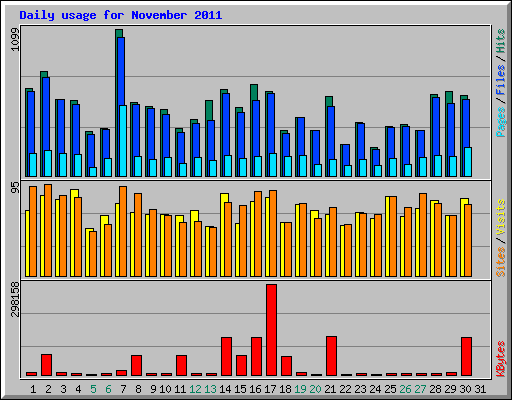 Daily usage for November 2011
1099
Pages / Files / Hits
95
Sites / Visits
298158
KBytes
1 2 3 4 5 6 7 8 9 10 11 12 13 14 15 16 17 18 19 20 21 22 23 24 25 26 27 28 29 30 31